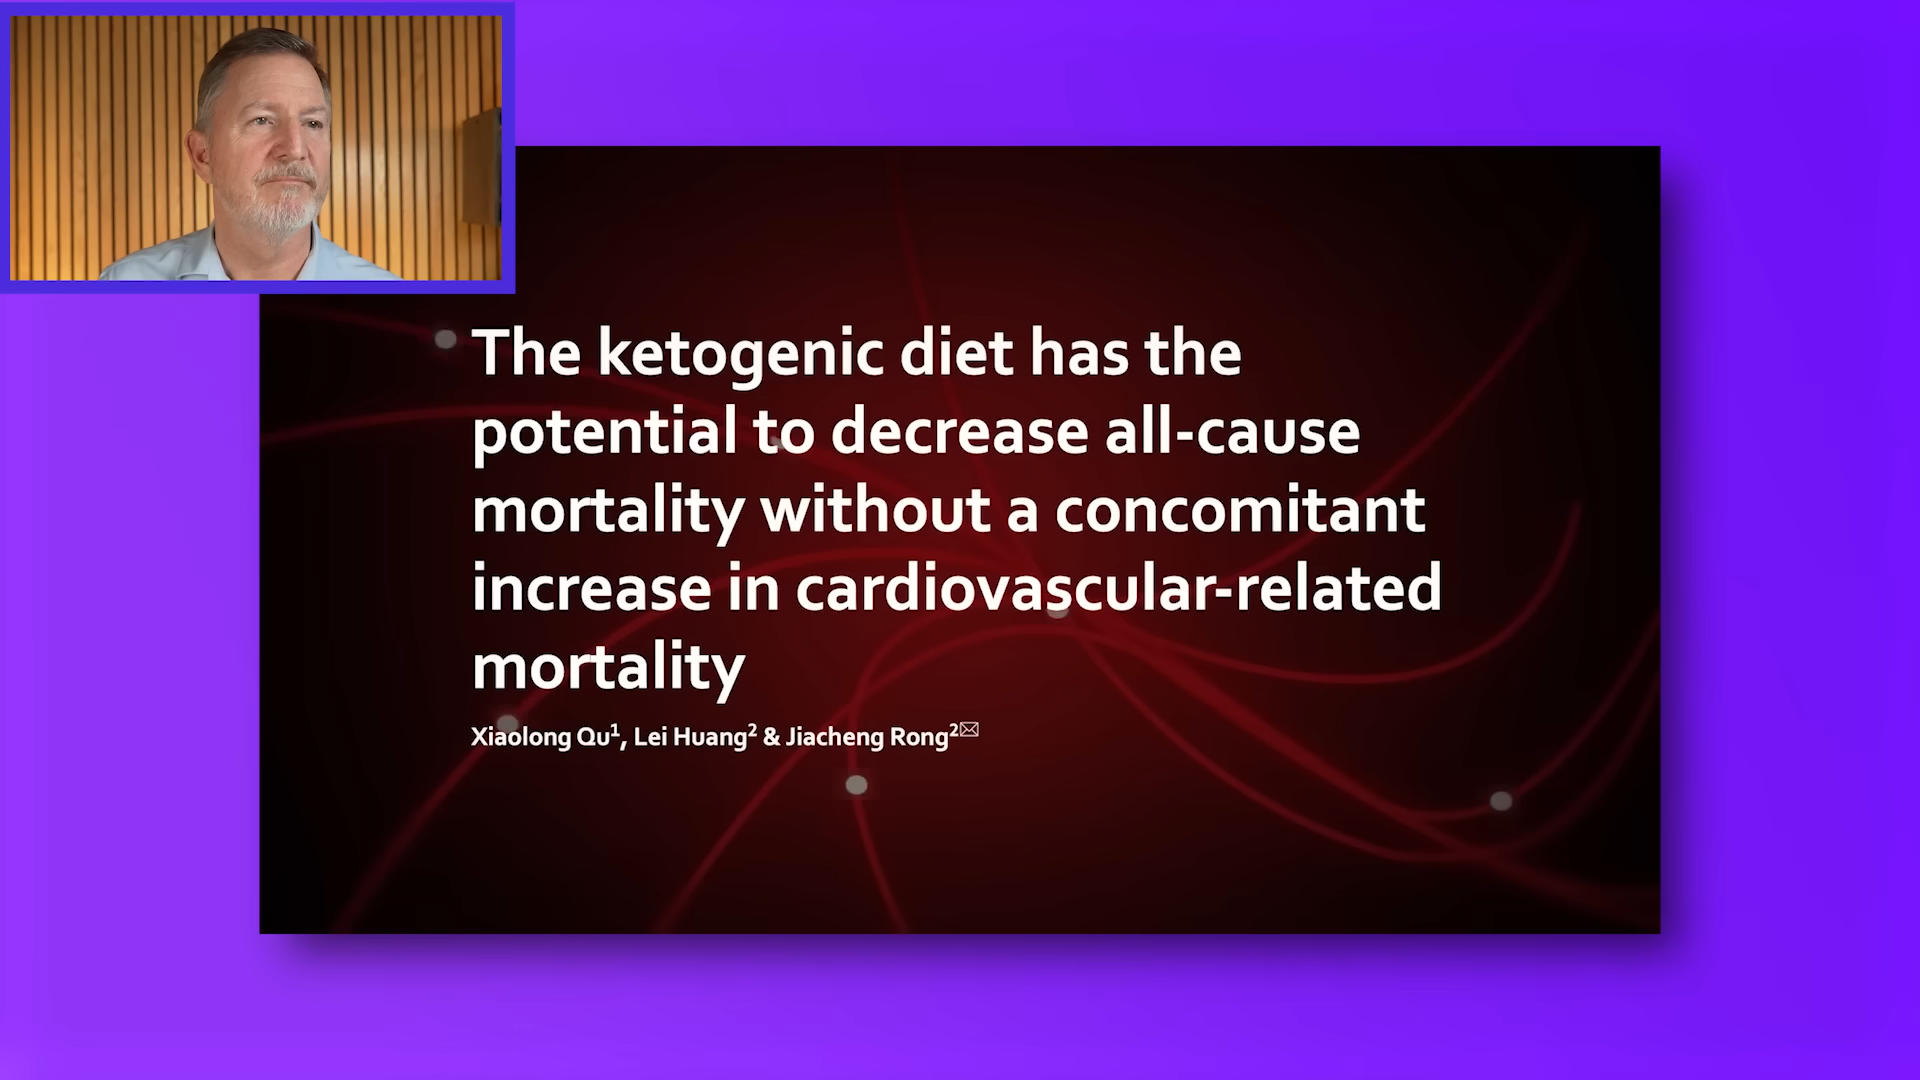 The ketogenic diet has the
potential to decrease all-cause
mortality without a concomitant
increase in cardiovascular-related
mortality
Xiaolong Qu¹, Lei Huang² & Jiacheng Rong²✉